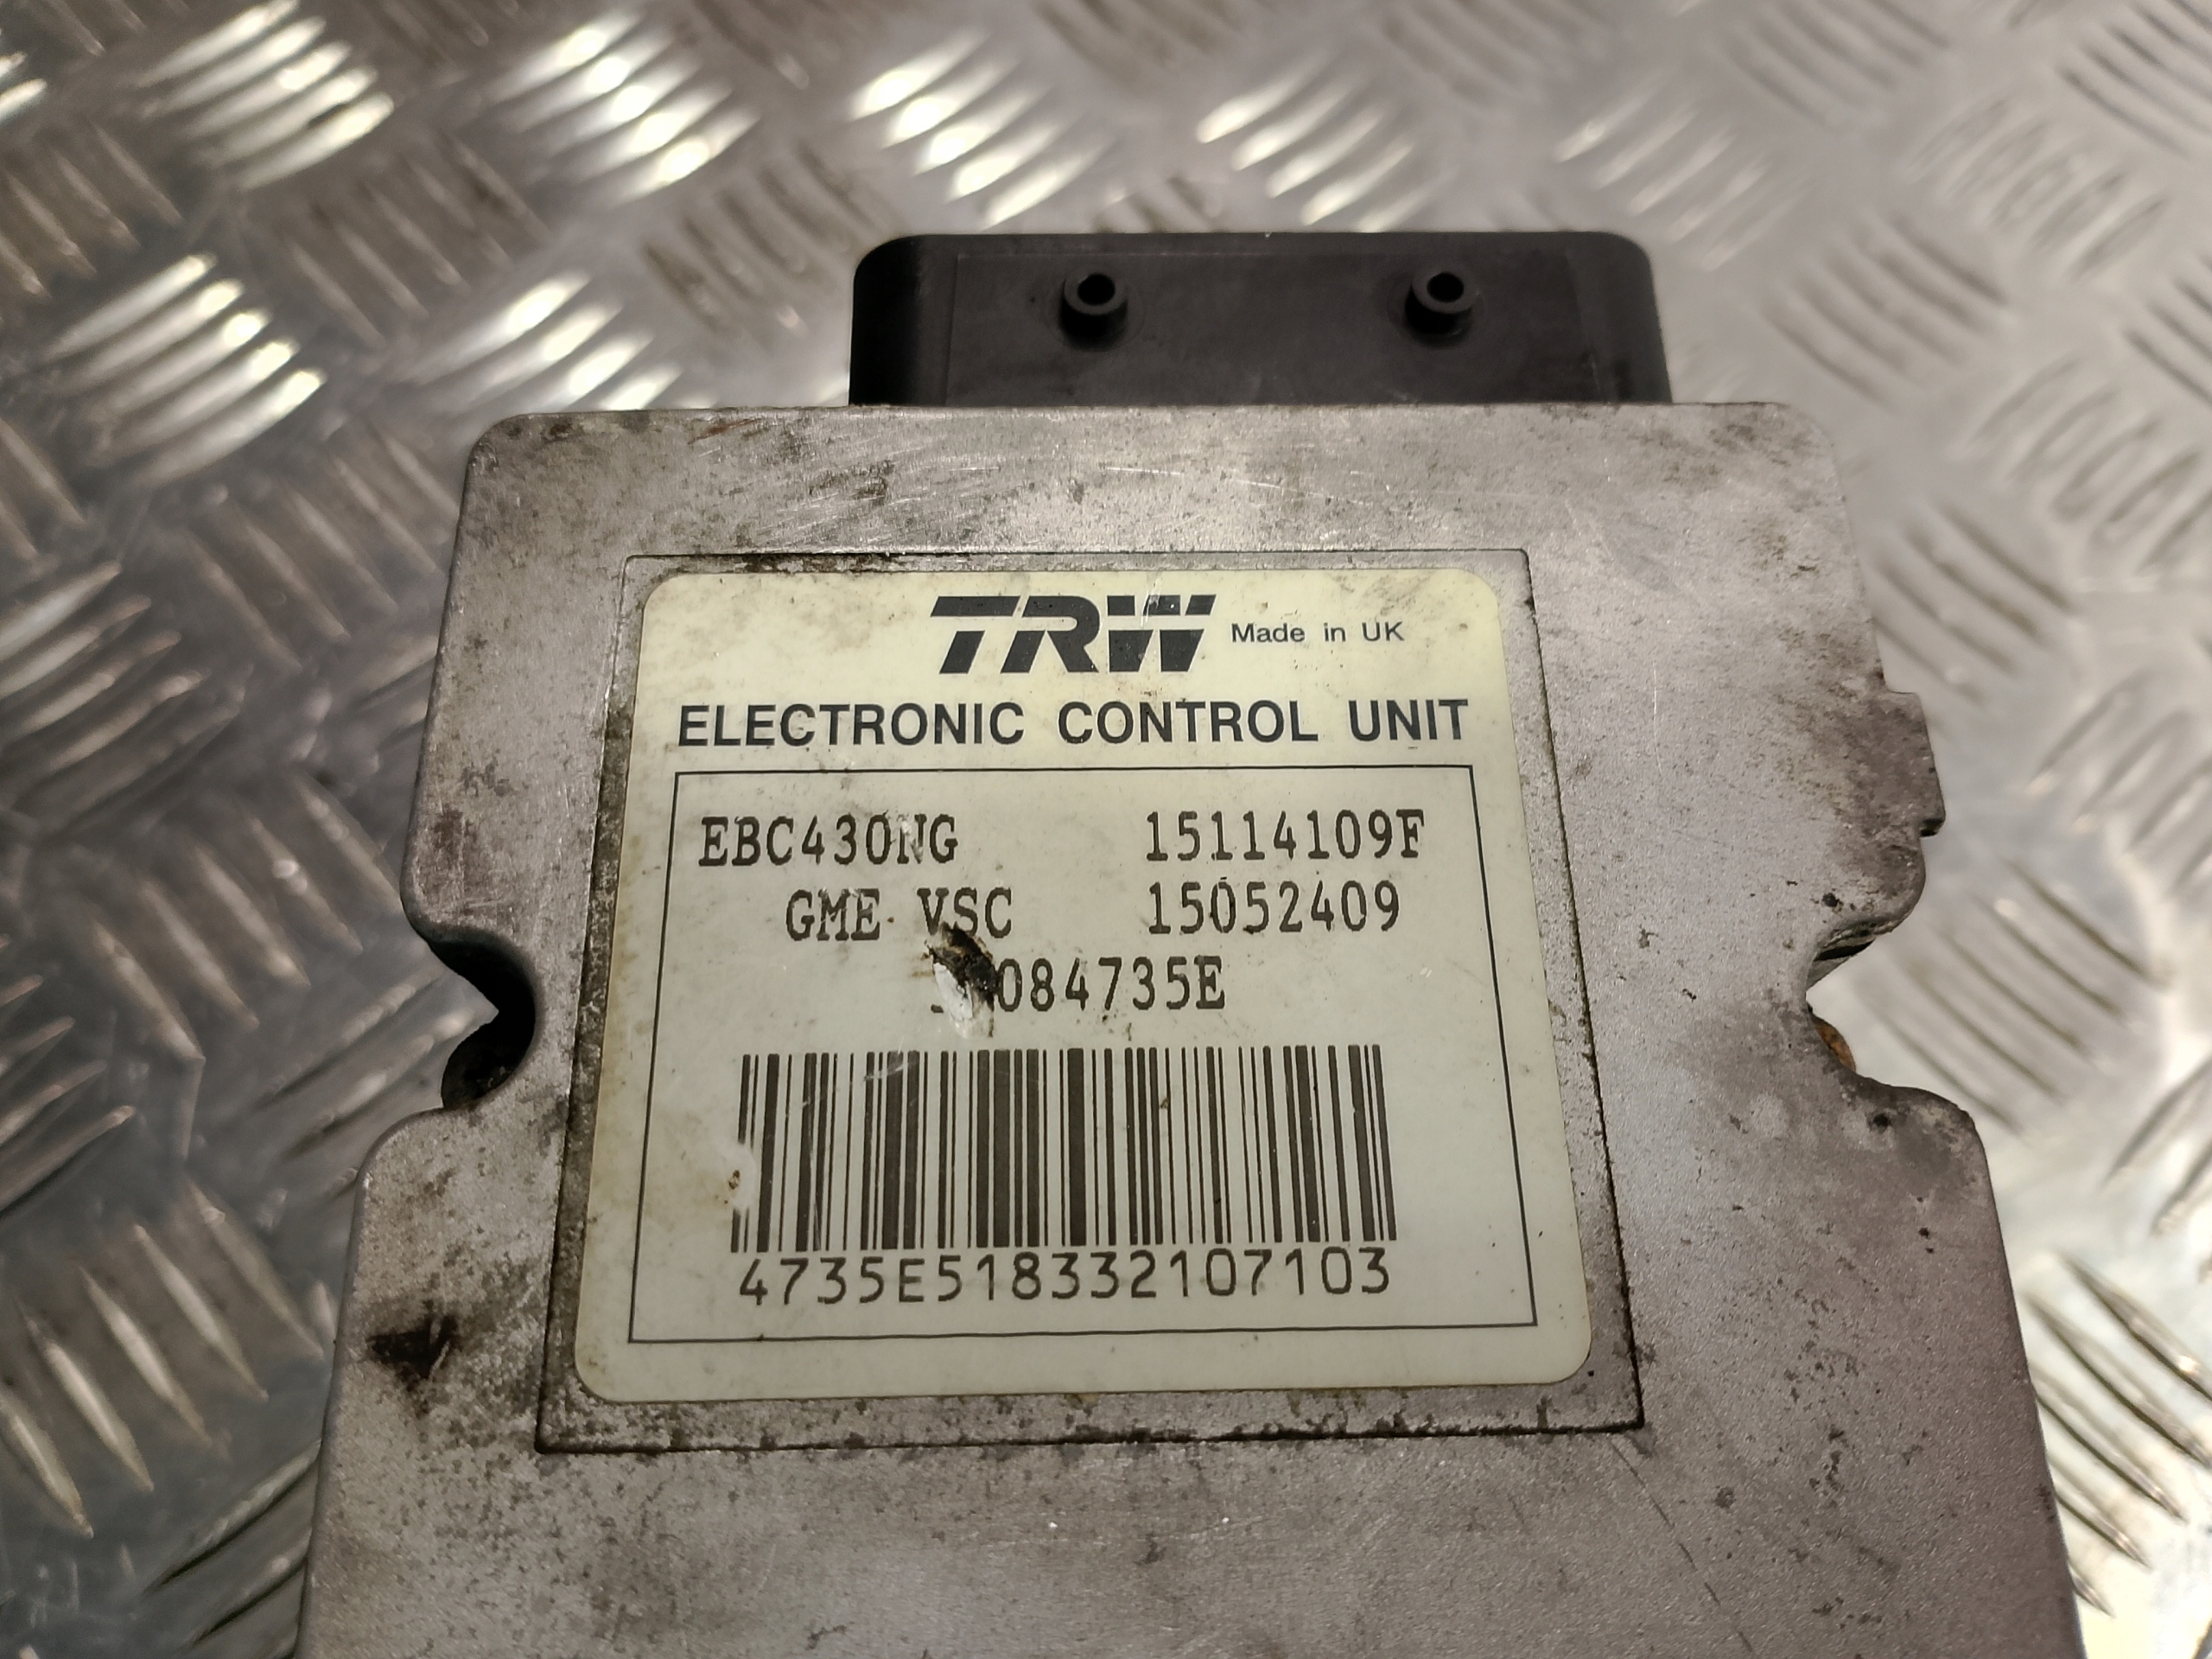 TRW Made in UK
ELECTRONIC CONTROL UNIT
EBC430NG 15114109F
GME VSC 15052409
084735E
4735E518332107103